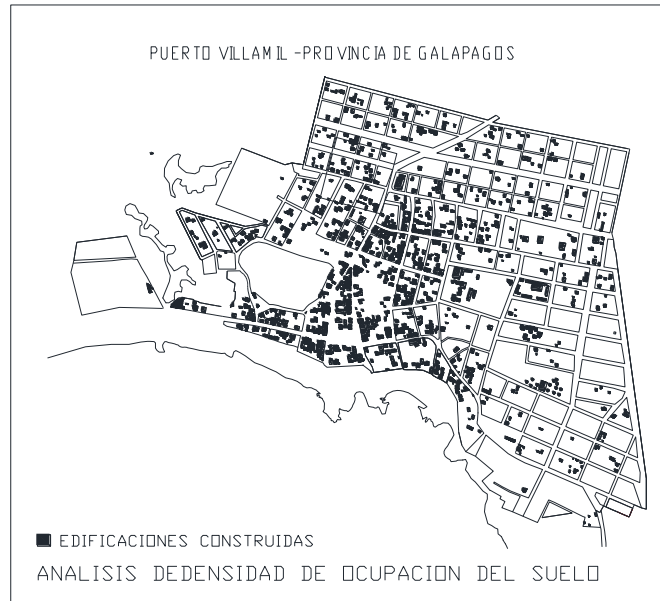 PUERTO VILLAMIL -PROVINCIA DE GALAPAGOS
EDIFICACIONES CONSTRUIDAS
ANALISIS DEDENSIDAD DE OCUPACION DEL SUELO